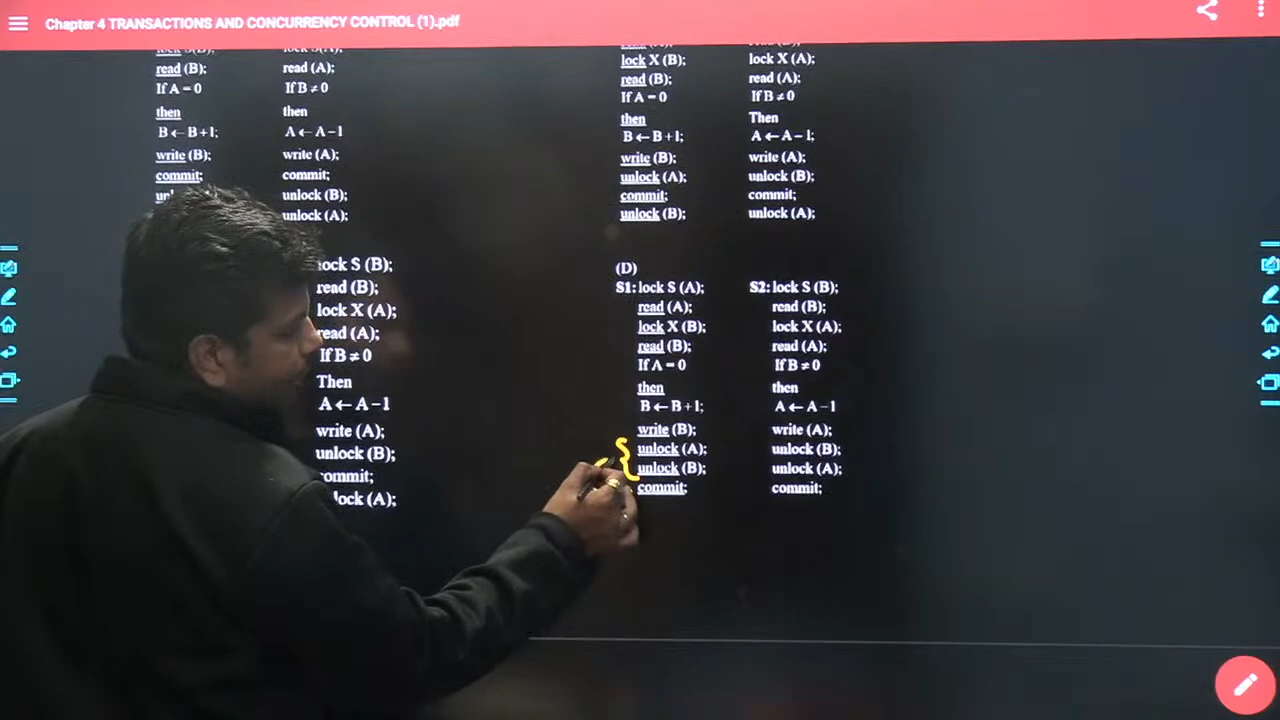 Chapter 4 TRANSACTIONS AND CONCURRENCY CONTROL (1).pdf
lock S(B); lock S(A);
read (B); read (A);
If A = 0 If B ≠ 0
then then
B ← B+1; A ← A−1
write (B); write (A);
commit; commit;
unlock (B);
unlock (A);
lock X (B); lock X (A);
read (B); read (A);
If A = 0 If B ≠ 0
then Then
B ← B+1; A ← A−1;
write (B); write (A);
unlock (A); unlock (B);
commit; commit;
unlock (B); unlock (A);
lock S (B);
read (B);
lock X (A);
read (A);
If B ≠ 0
Then
A ← A−1
write (A);
unlock (B);
commit;
lock (A);
(D)
S1: lock S (A); S2: lock S (B);
read (A); read (B);
lock X (B); lock X (A);
read (B); read (A);
If A = 0 If B ≠ 0
then then
B ← B+1; A ← A−1
write (B); write (A);
unlock (A); unlock (B);
unlock (B); unlock (A);
commit; commit;